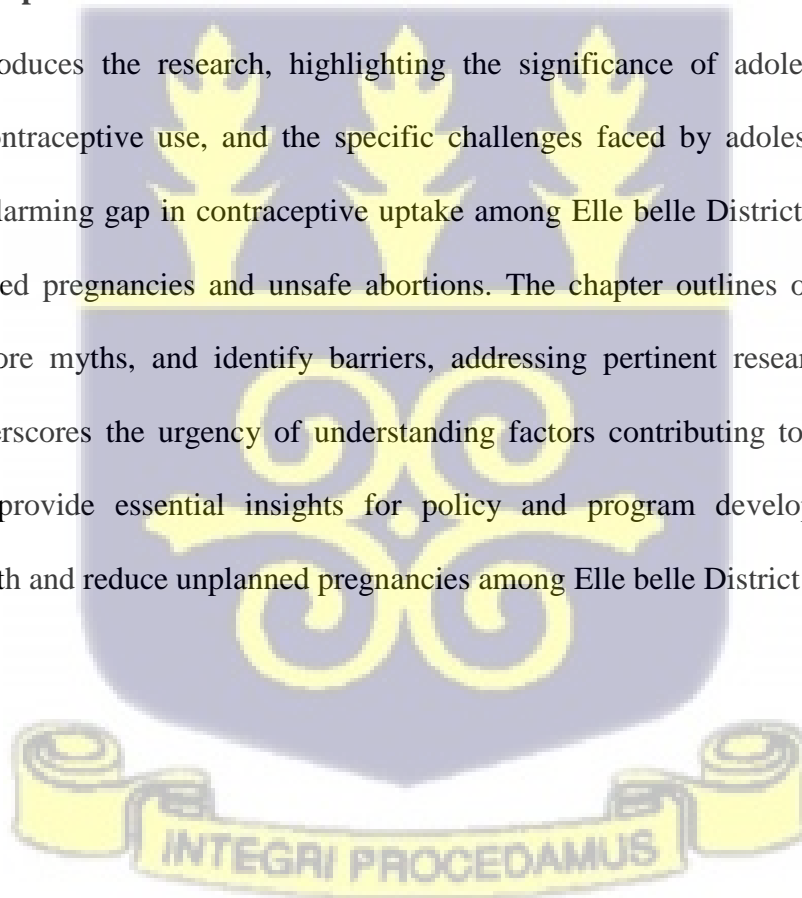 oduces the research, highlighting the significance of adole
ontraceptive use, and the specific challenges faced by adoles
larming gap in contraceptive uptake among Elle belle District
ed pregnancies and unsafe abortions. The chapter outlines o
ore myths, and identify barriers, addressing pertinent resear
erscores the urgency of understanding factors contributing to
provide essential insights for policy and program develop
th and reduce unplanned pregnancies among Elle belle District
INTEGRI PROCEDAMUS